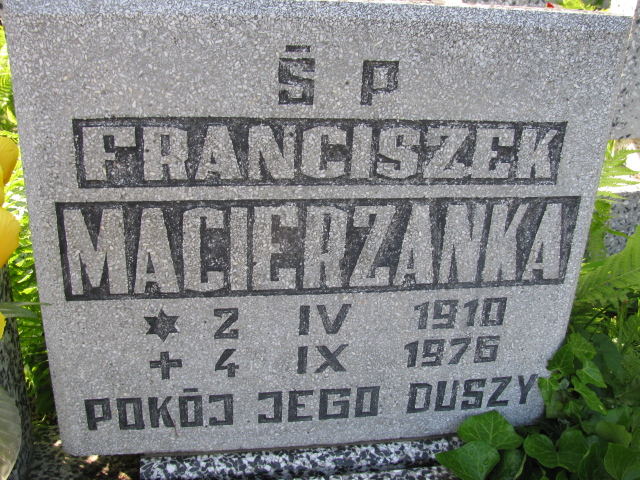 Ś P
FRANCISZEK
MACIERZANKA
✶ 2 IV 1910
+ 4 IX 1976
POKÓJ JEGO DUSZY